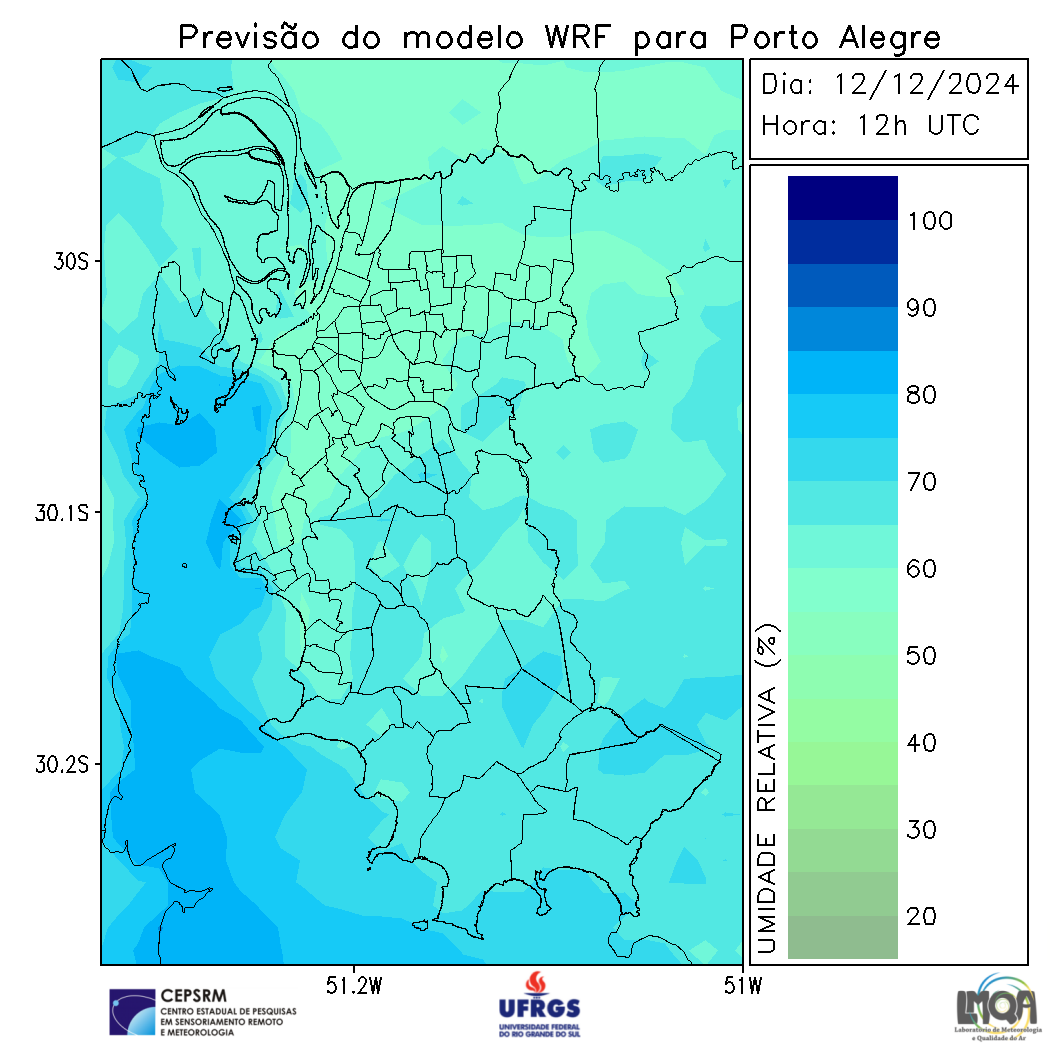 Previsão do modelo WRF para Porto Alegre
Dia: 12/12/2024
Hora: 12h UTC
30S
30.1S
30.2S
51.2W
51W
100
90
80
70
60
50
40
30
20
UMIDADE RELATIVA (%)
CEPSRM
CENTRO ESTADUAL DE PESQUISAS
EM SENSORIAMENTO REMOTO
E METEOROLOGIA
UFRGS
UNIVERSIDADE FEDERAL
DO RIO GRANDE DO SUL
LMQA
Laboratório de Meteorologia
e Qualidade do Ar